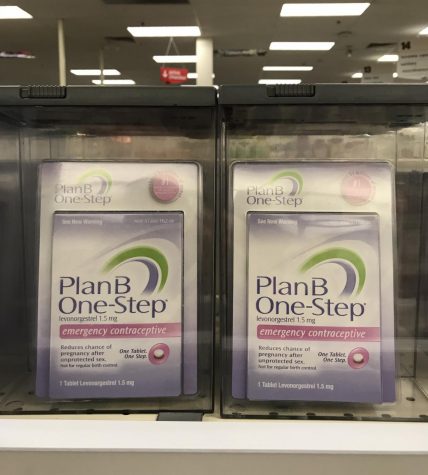 14
Plan B
One-Step
#1
See New Warning
Plan B
One-Step®
levonorgestrel 1.5 mg
emergency contraceptive
Reduces chance of
pregnancy after
unprotected sex.
Not for regular birth control.
One Tablet.
One Step.
1 Tablet Levonorgestrel 1.5 mg
Plan B
One-Step
#1
See New Warning
Plan B
One-Step®
levonorgestrel 1.5 mg
emergency contraceptive
Reduces chance of
pregnancy after
unprotected sex.
Not for regular birth control.
One Tablet.
One Step.
1 Tablet Levonorgestrel 1.5 mg